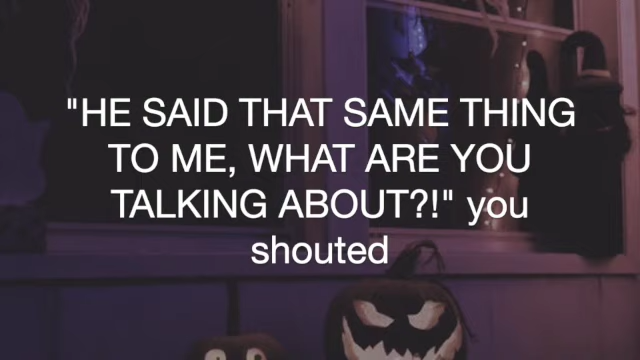 "HE SAID THAT SAME THING
TO ME, WHAT ARE YOU
TALKING ABOUT?!" you
shouted